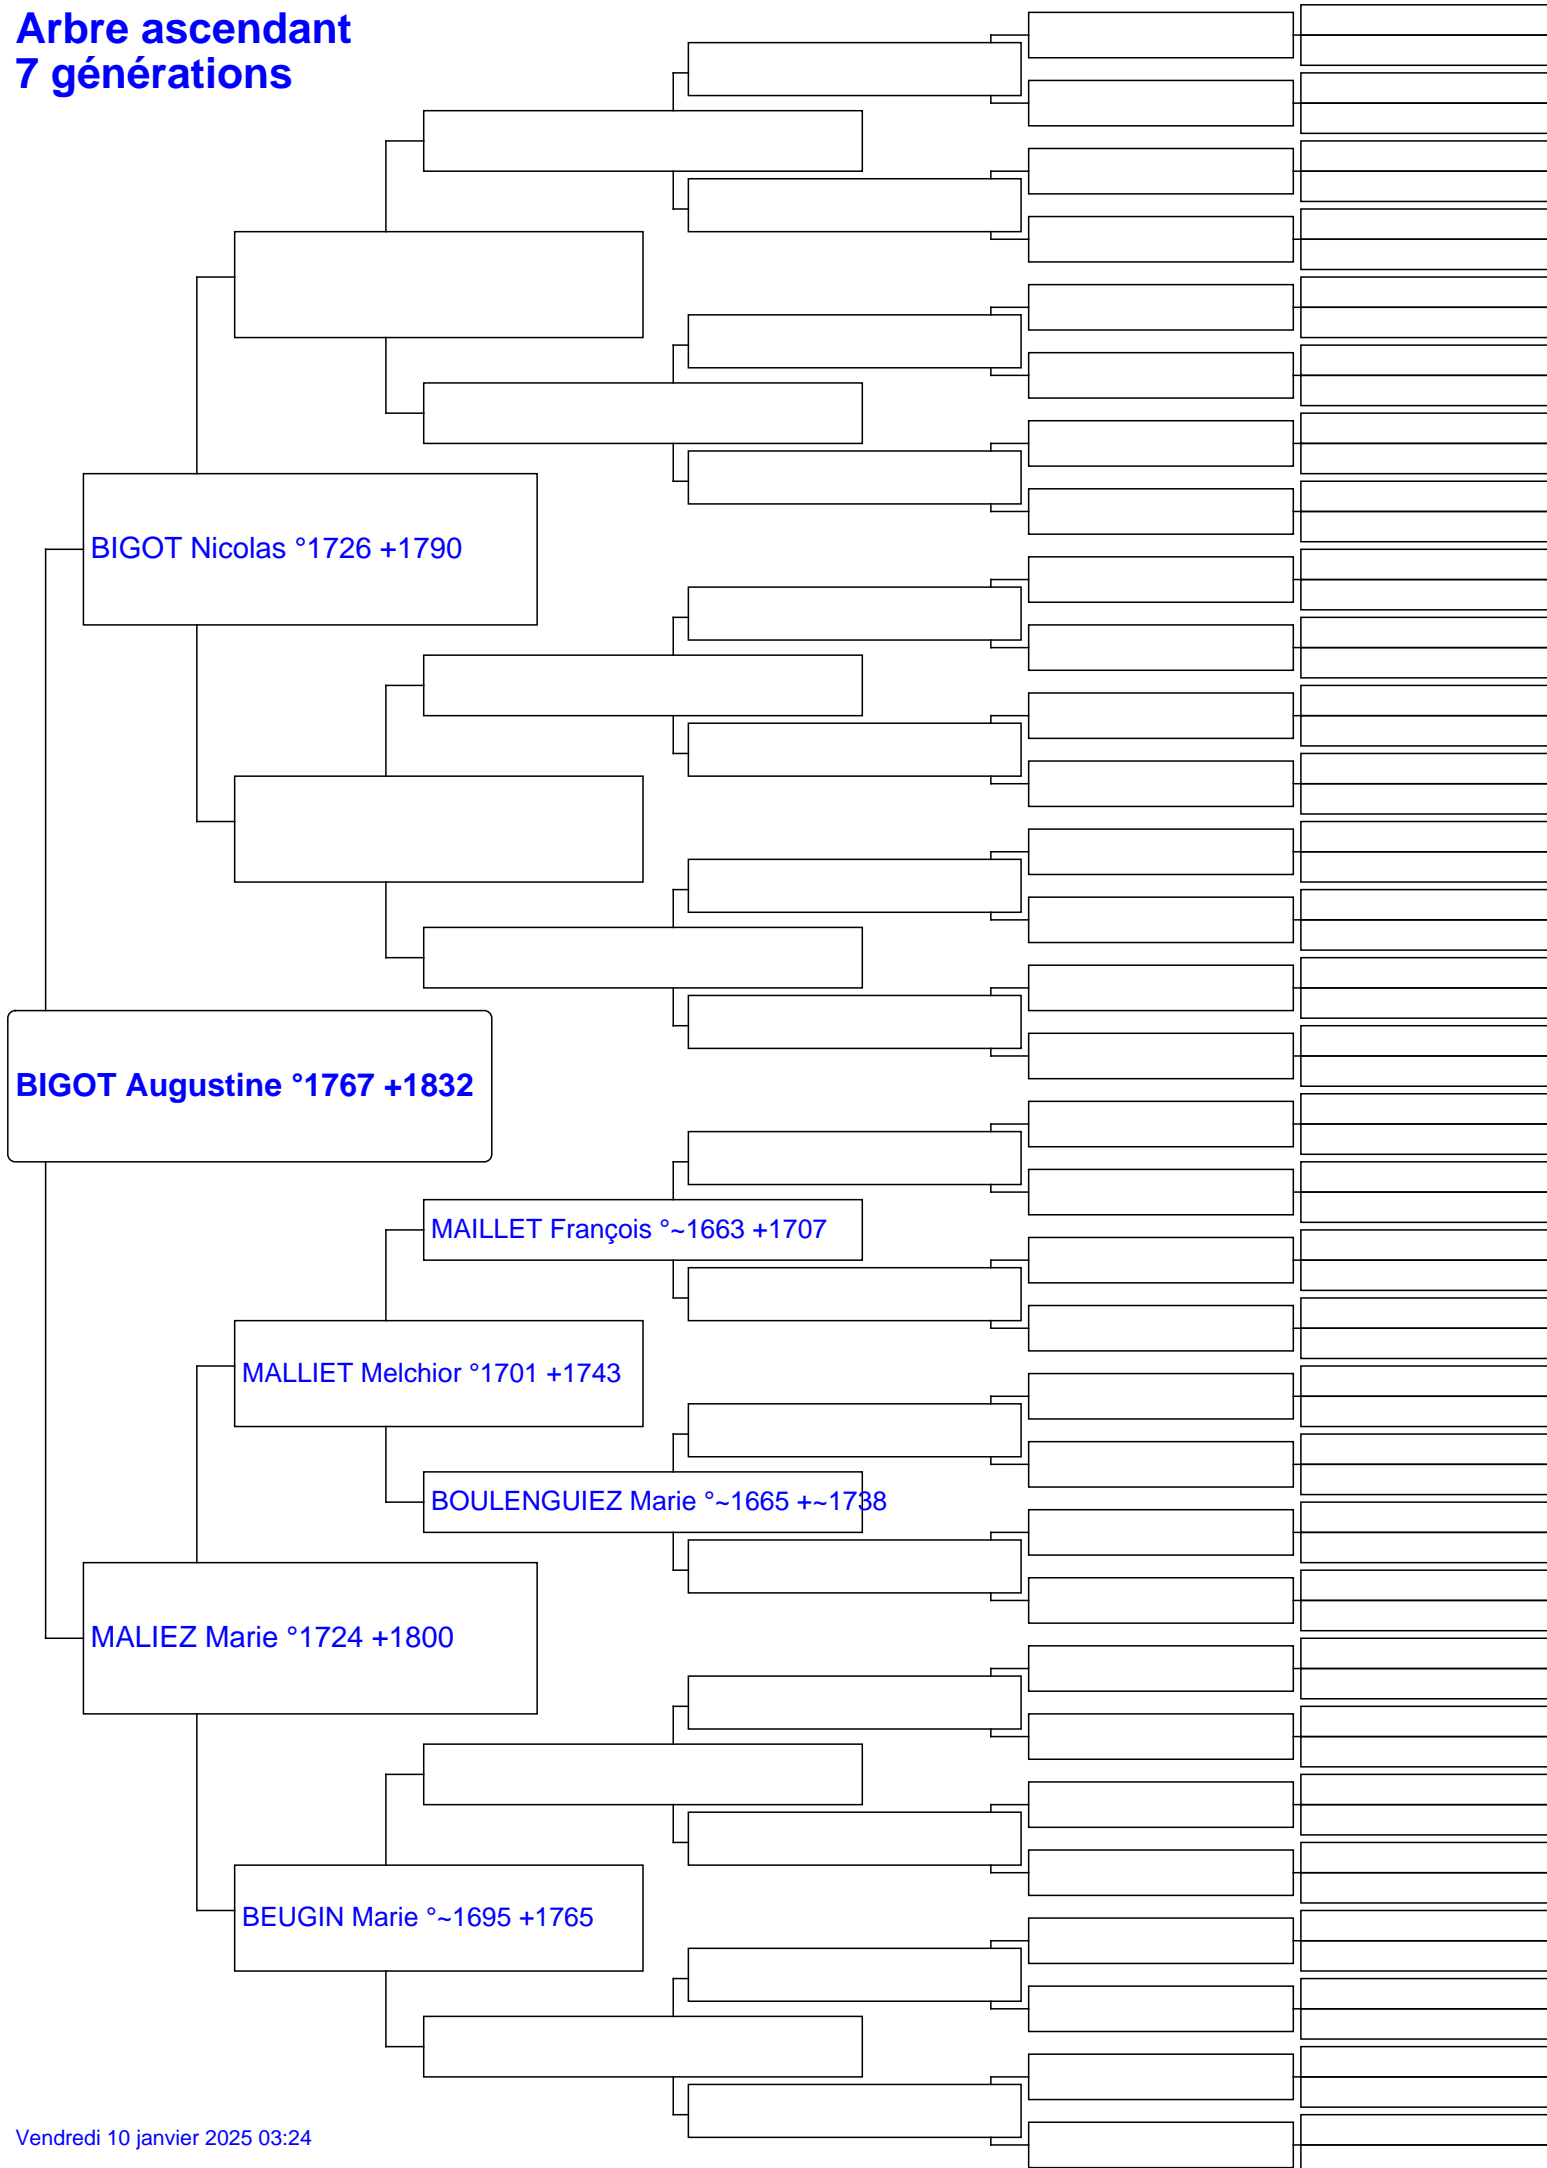 Arbre ascendant
7 générations
BIGOT Nicolas °1726 +1790
BIGOT Augustine °1767 +1832
MAILLET François °~1663 +1707
MALLIET Melchior °1701 +1743
BOULENGUIEZ Marie °~1665 +~1738
MALIEZ Marie °1724 +1800
BEUGIN Marie °~1695 +1765
Vendredi 10 janvier 2025 03:24